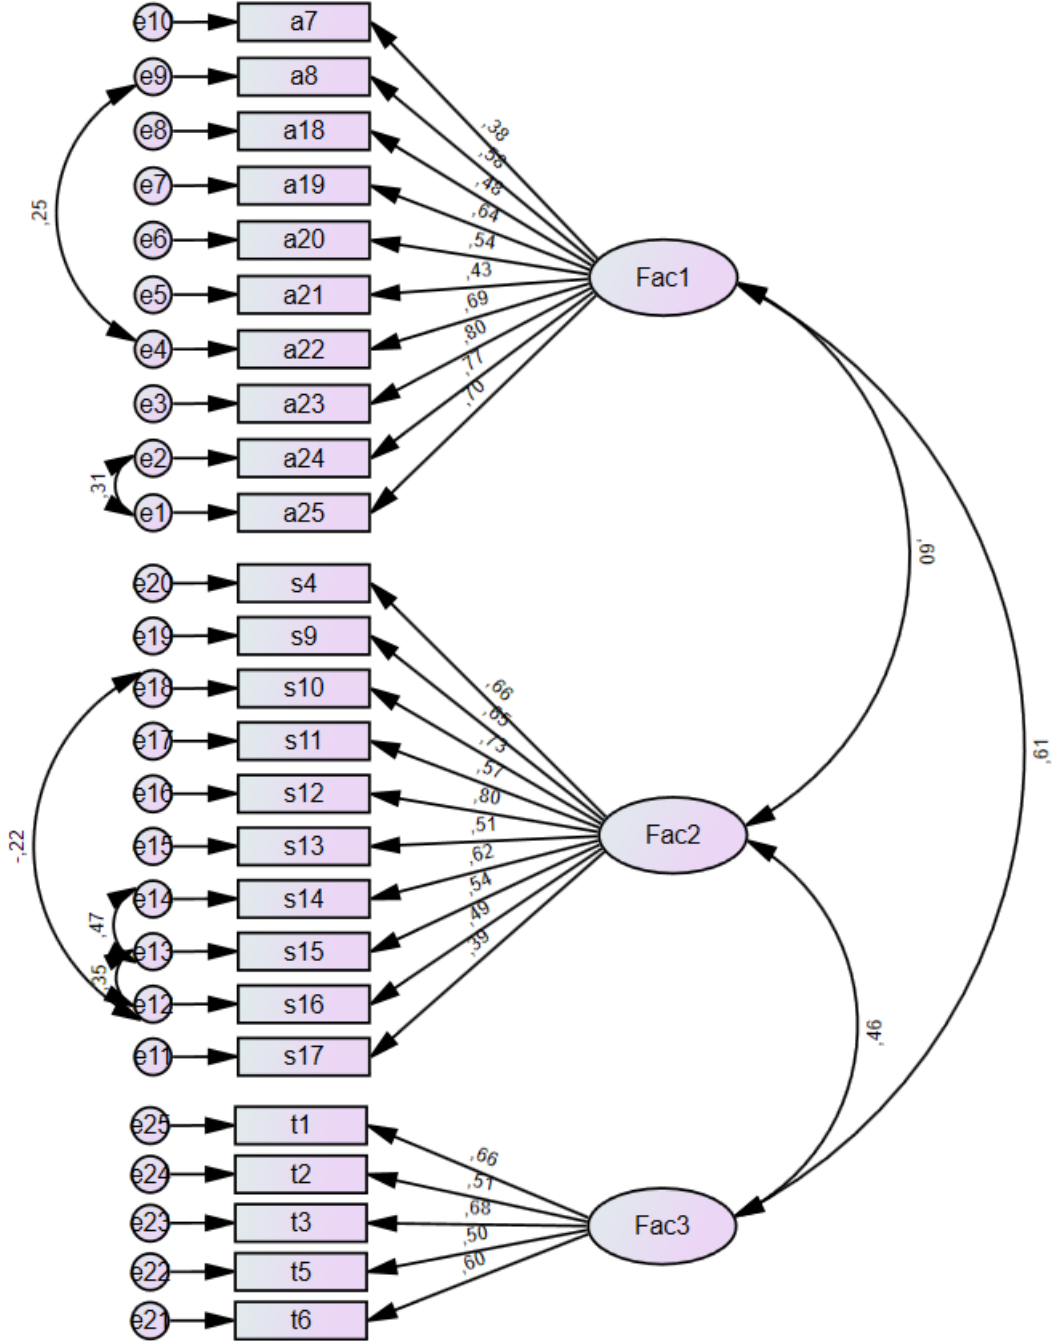 e10 a7
e9 a8
e8 a18
e7 a19
e6 a20
e5 a21
e4 a22
e3 a23
e2 a24
e1 a25
,38
,58
,48
,64
,54
,43
,69
,80
,77
,70
,25
,31
Fac1
e20 s4
e19 s9
e18 s10
e17 s11
e16 s12
e15 s13
e14 s14
e13 s15
e12 s16
e11 s17
,66
,65
,73
,57
,80
,51
,62
,54
,49
,39
-,22
,47
,35
Fac2
,60
,61
,46
e25 t1
e24 t2
e23 t3
e22 t5
e21 t6
,66
,51
,68
,50
,60
Fac3